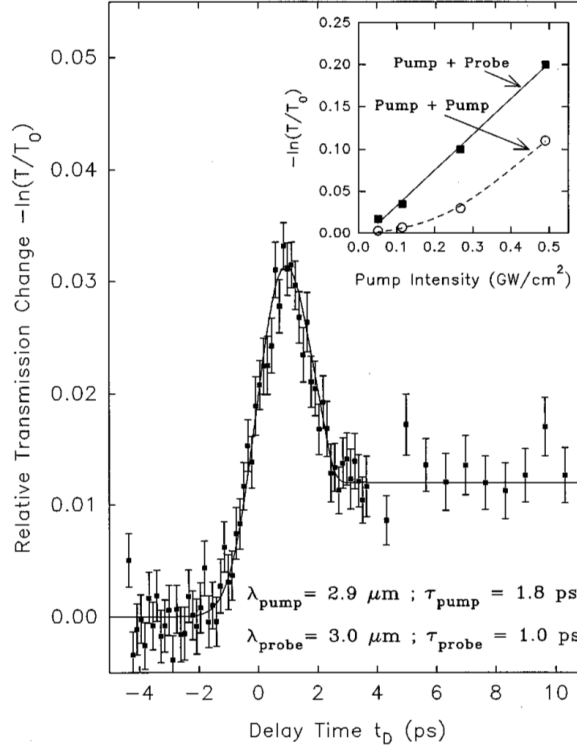 Relative Transmission Change -ln(T/T₀)
0.05
0.04
0.03
0.02
0.01
0.00
-ln(T/T₀)
0.25
0.20
0.15
0.10
0.05
0.00
Pump + Probe
Pump + Pump
0.0 0.1 0.2 0.3 0.4 0.5
Pump Intensity (GW/cm²)
λpump= 2.9 μm ; τpump = 1.8 ps
λprobe= 3.0 μm ; τprobe = 1.0 ps
−4 −2 0 2 4 6 8 10
Delay Time tD (ps)